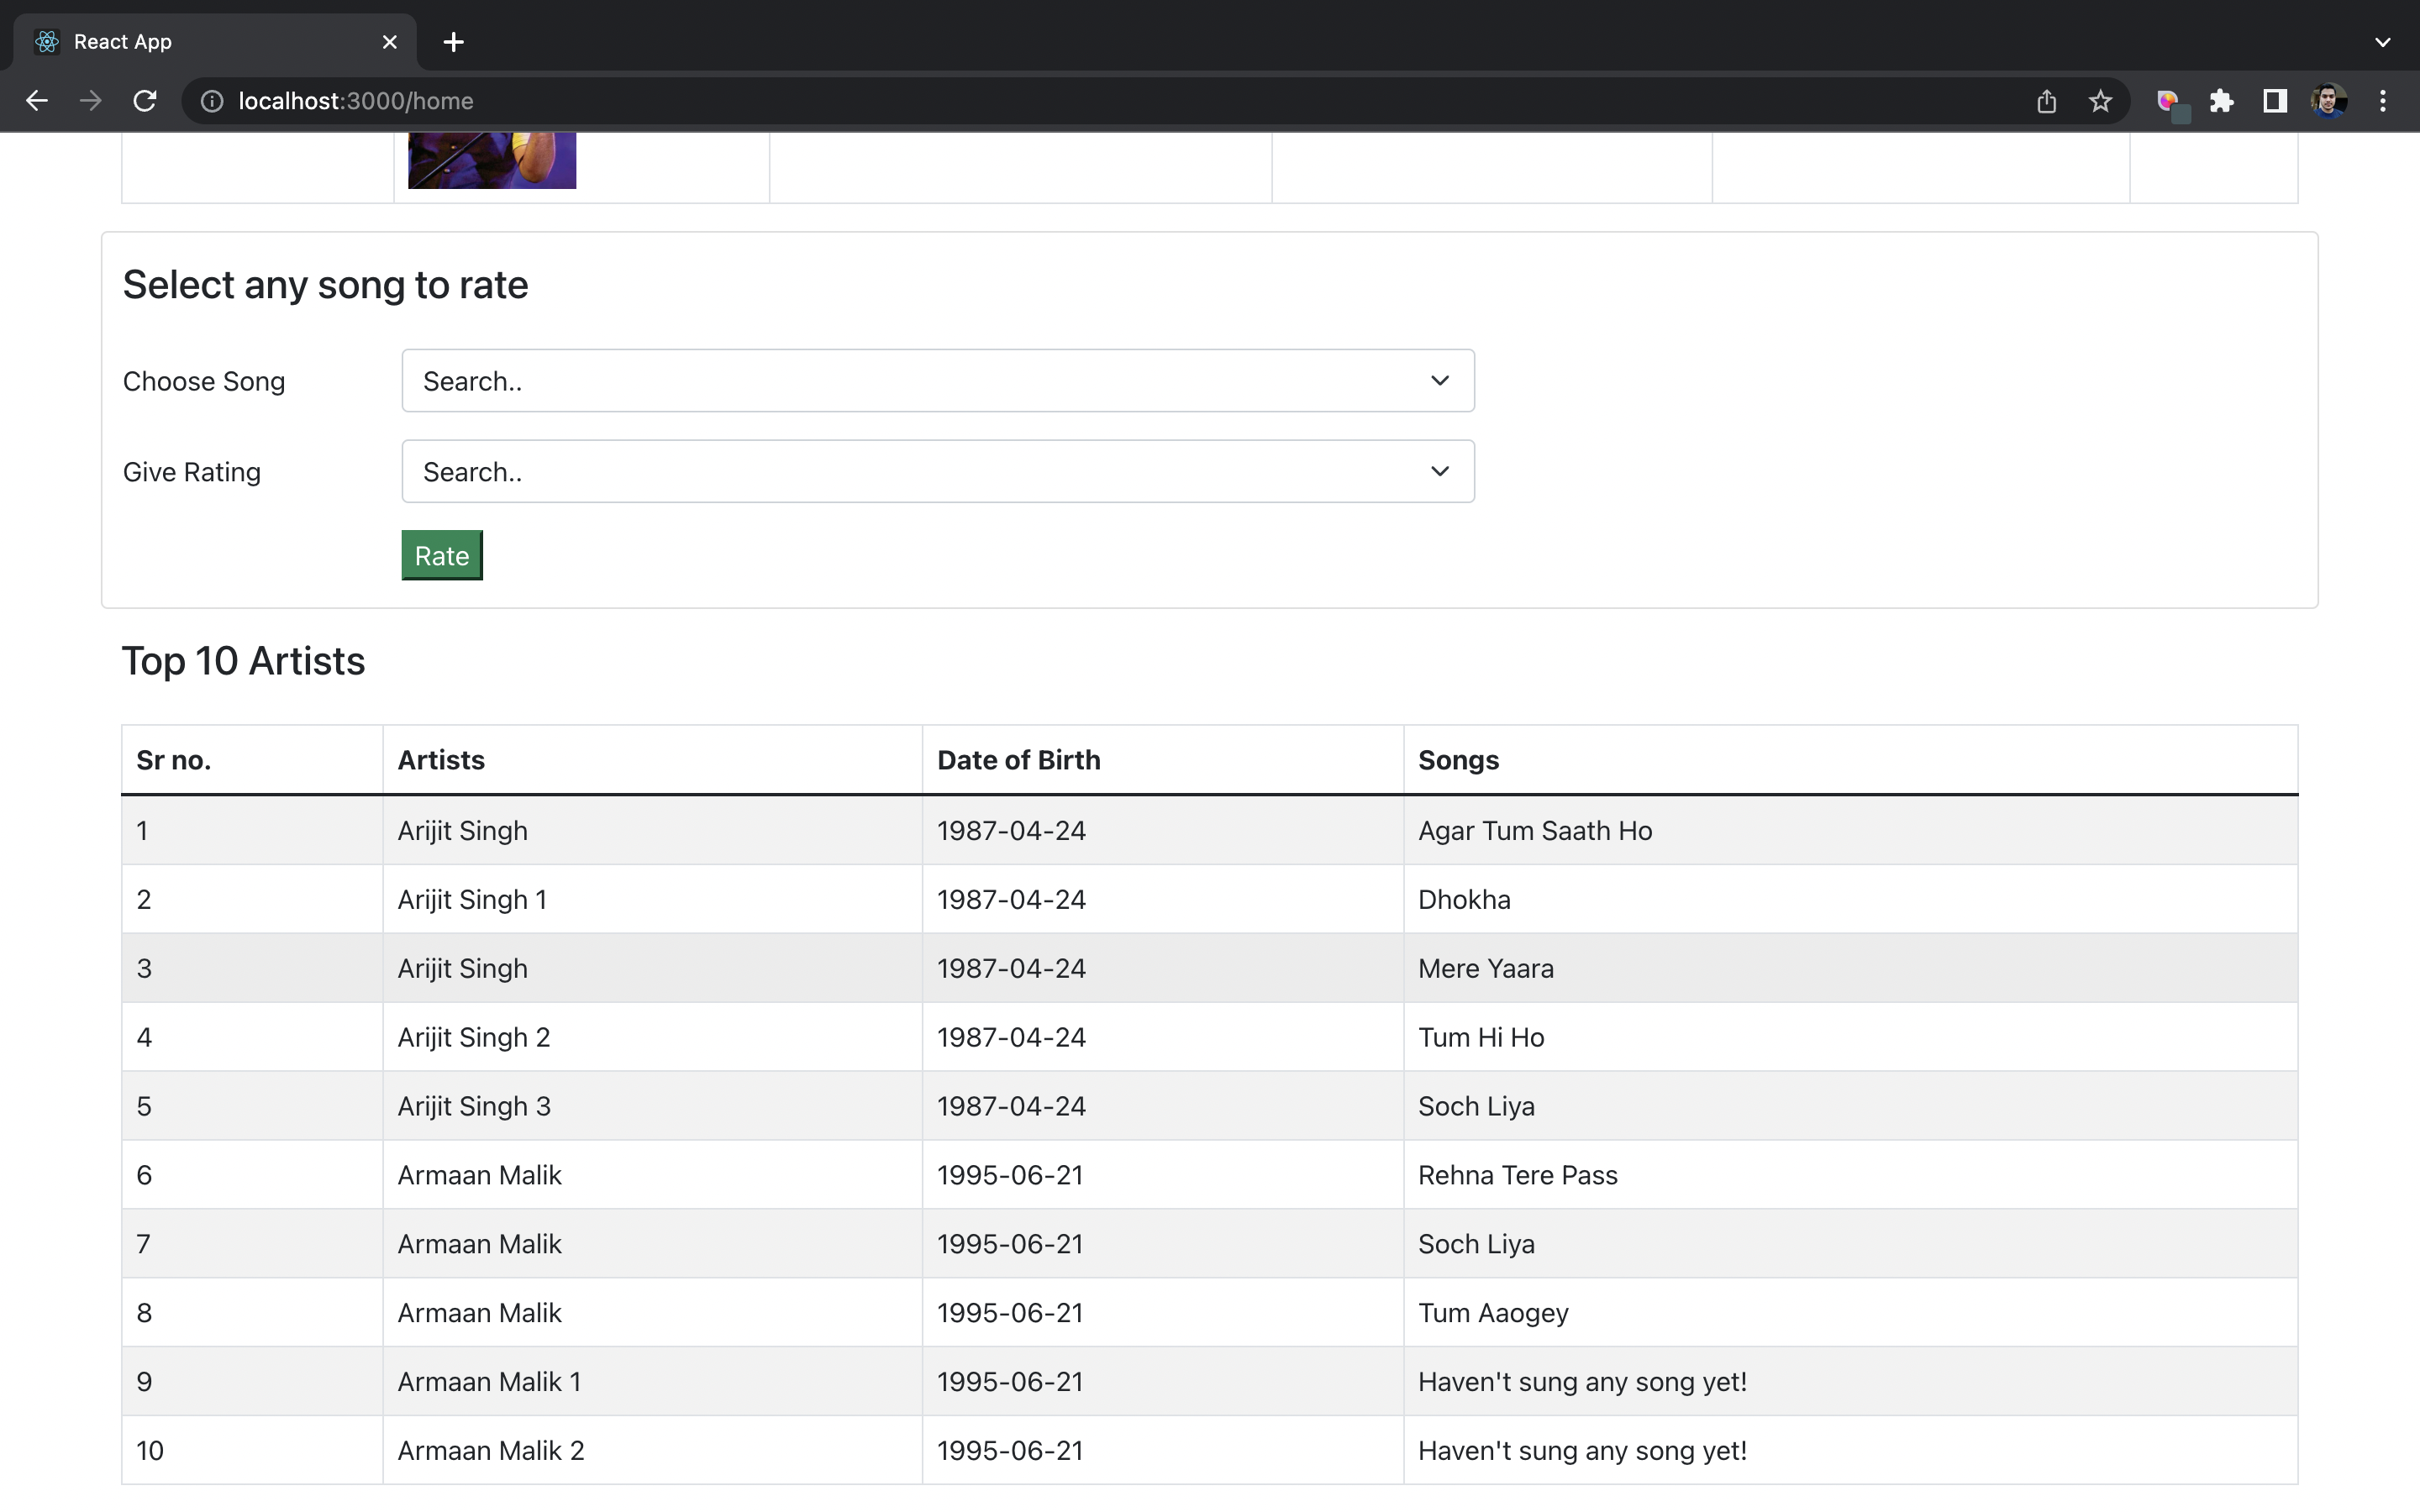 React App
localhost:3000/home
Select any song to rate
Choose Song Search..
Give Rating Search..
Rate
Top 10 Artists
Sr no. Artists Date of Birth Songs
1 Arijit Singh 1987-04-24 Agar Tum Saath Ho
2 Arijit Singh 1 1987-04-24 Dhokha
3 Arijit Singh 1987-04-24 Mere Yaara
4 Arijit Singh 2 1987-04-24 Tum Hi Ho
5 Arijit Singh 3 1987-04-24 Soch Liya
6 Armaan Malik 1995-06-21 Rehna Tere Pass
7 Armaan Malik 1995-06-21 Soch Liya
8 Armaan Malik 1995-06-21 Tum Aaogey
9 Armaan Malik 1 1995-06-21 Haven't sung any song yet!
10 Armaan Malik 2 1995-06-21 Haven't sung any song yet!